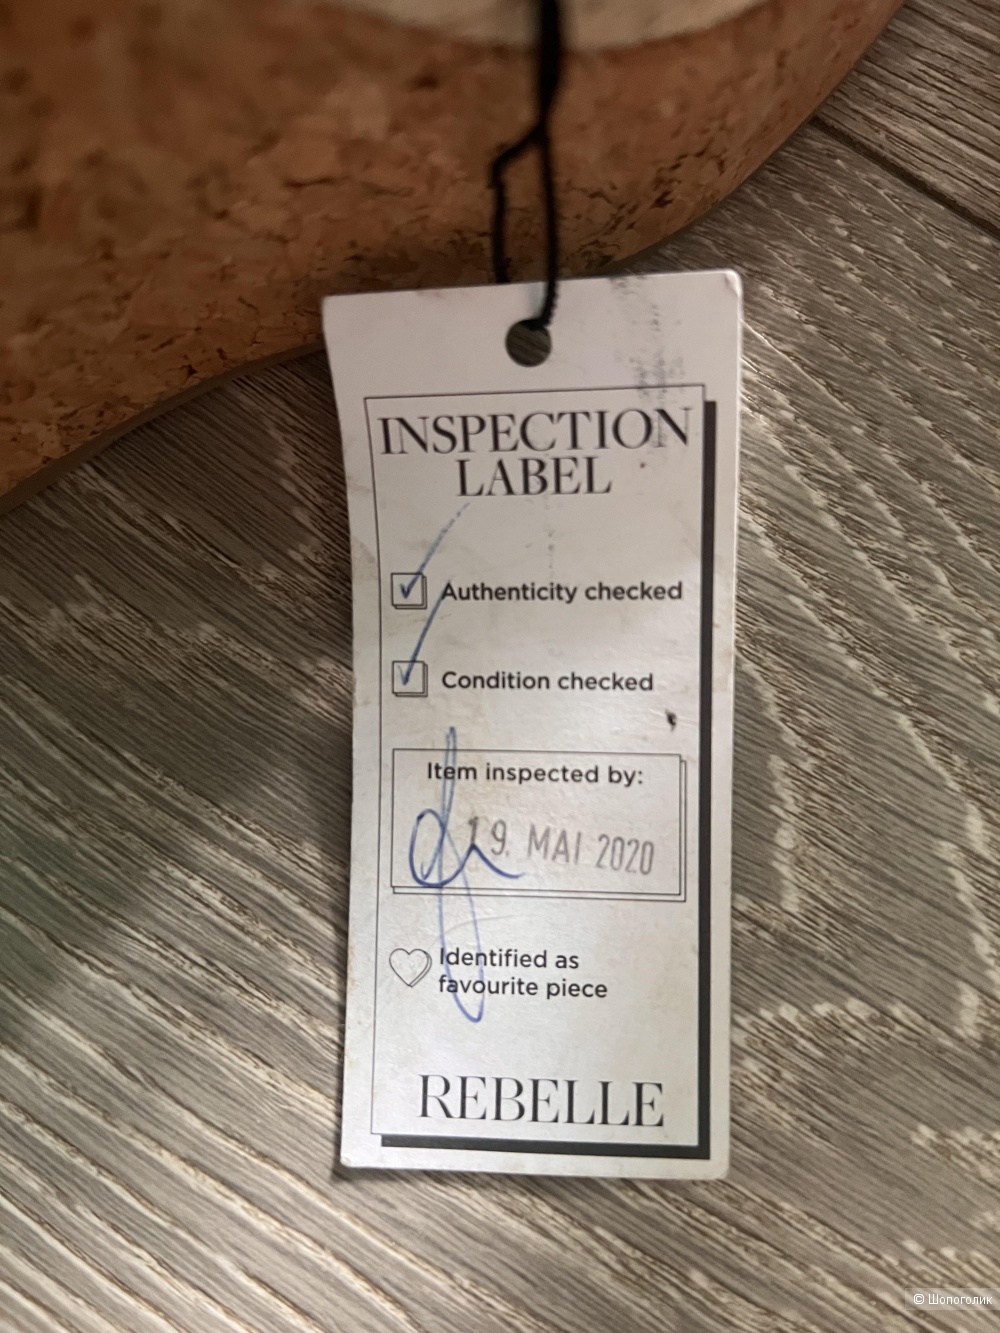 INSPECTION
LABEL
Authenticity checked
Condition checked
Item inspected by:
19. MAI 2020
Identified as
favourite piece
REBELLE
© Шопоголик